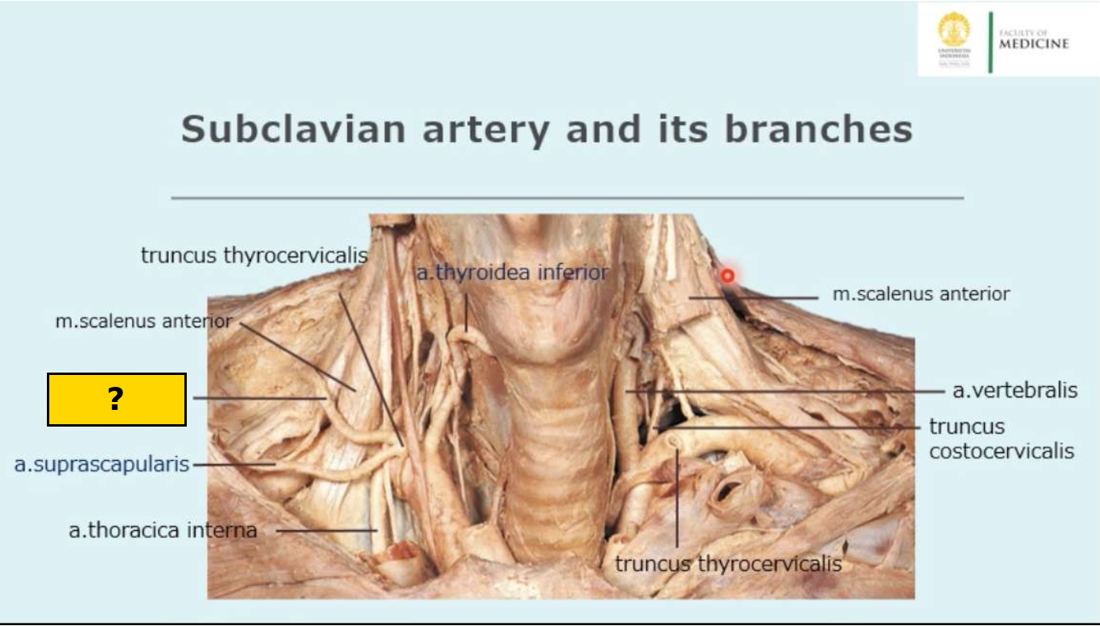 FACULTY OF
MEDICINE
Subclavian artery and its branches
truncus thyrocervicalis
a.thyroidea inferior
m.scalenus anterior
m.scalenus anterior
?
a.vertebralis
truncus
costocervicalis
a.suprascapularis
a.thoracica interna
truncus thyrocervicalis